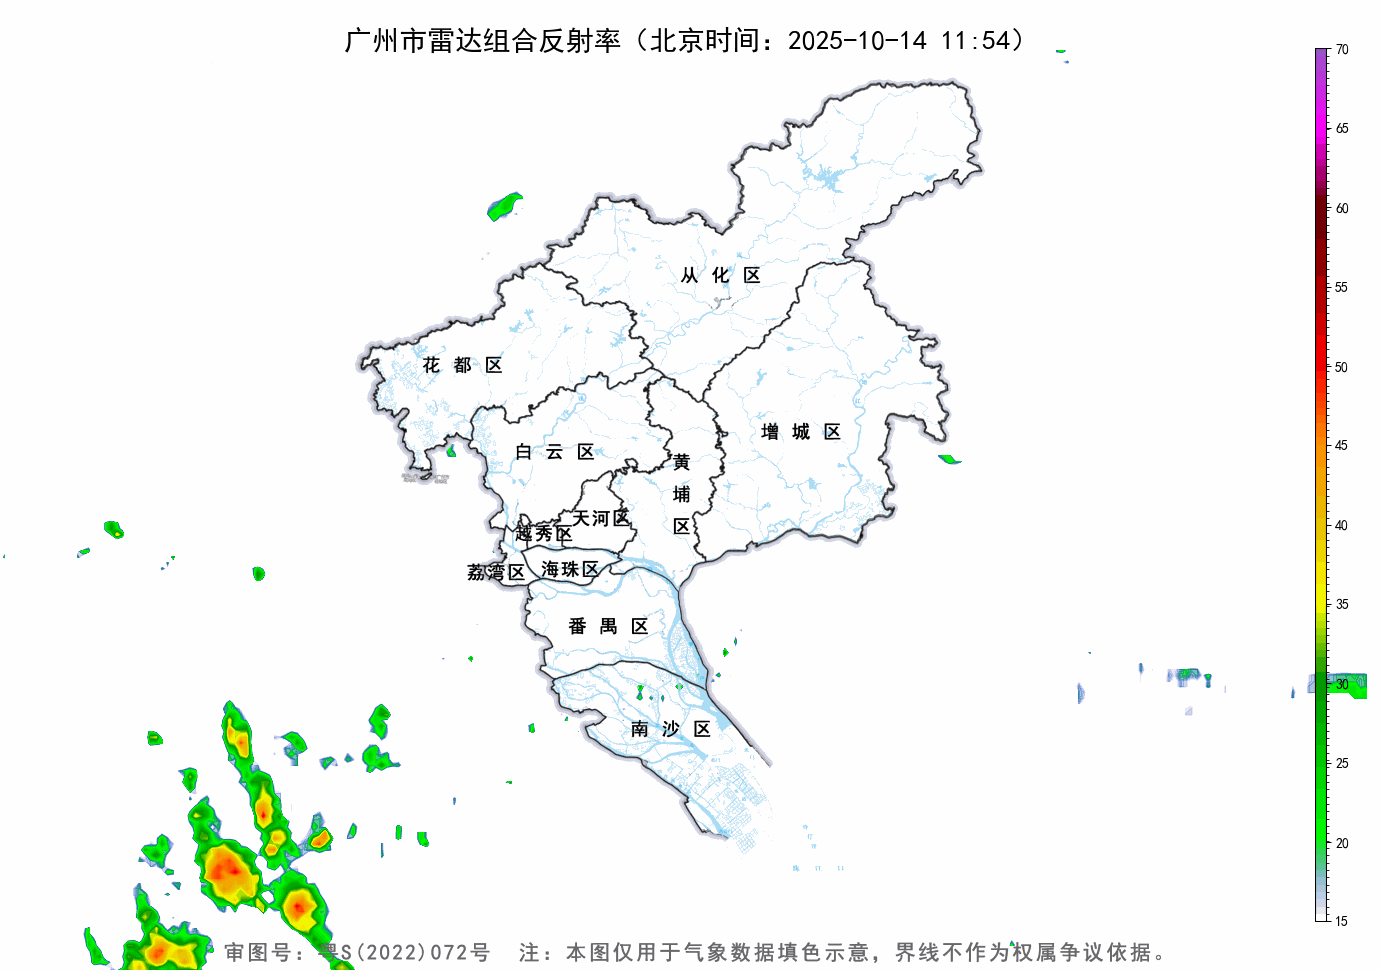 广州市雷达组合反射率（北京时间：2025-10-14 11:54）
70
65
60
55
50
45
40
35
30
25
20
15
从化区
花都区
增城区
白云区
黄埔区
天河区
越秀区
海珠区
荔湾区
番禺区
南沙区
审图号：粤S(2022)072号 注：本图仅用于气象数据填色示意，界线不作为权属争议依据。